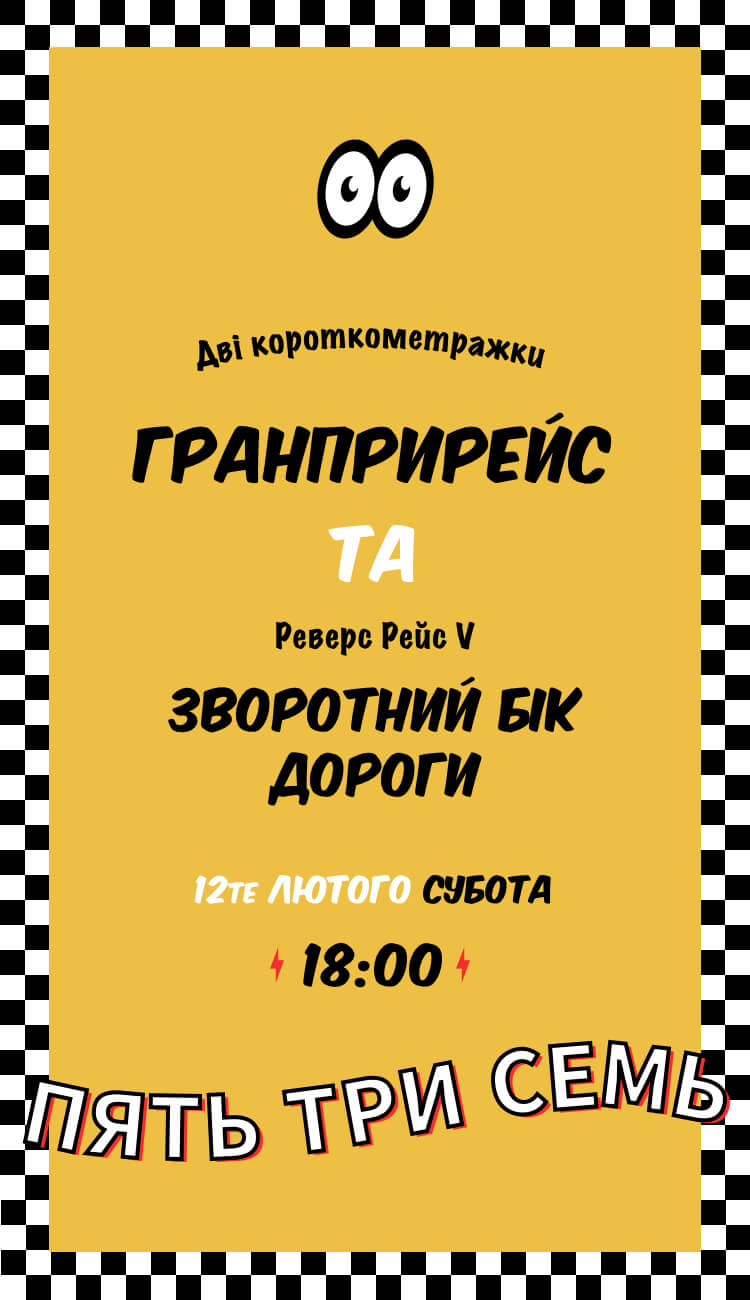 Дві короткометражки
ГРАНПРИРЕЙС
ТА
Реверс Рейс V
ЗВОРОТНИЙ БІК
ДОРОГИ
12ТЕ ЛЮТОГО СУБОТА
18:00
ПЯТЬ ТРИ СЕМЬ